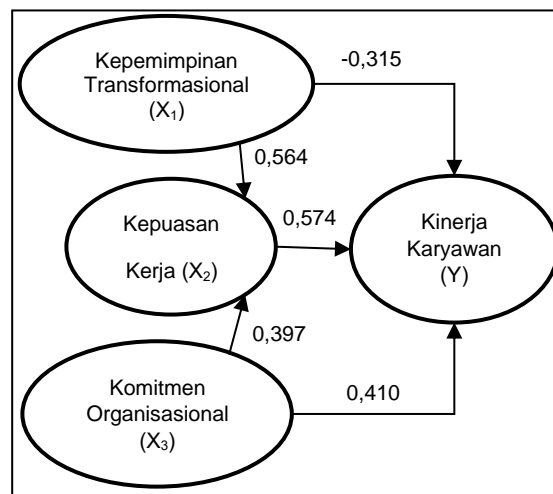 Kepemimpinan
Transformasional
(X₁)
-0,315
0,564
Kepuasan
Kerja (X₂)
0,574
Kinerja
Karyawan
(Y)
0,397
Komitmen
Organisasional
(X₃)
0,410